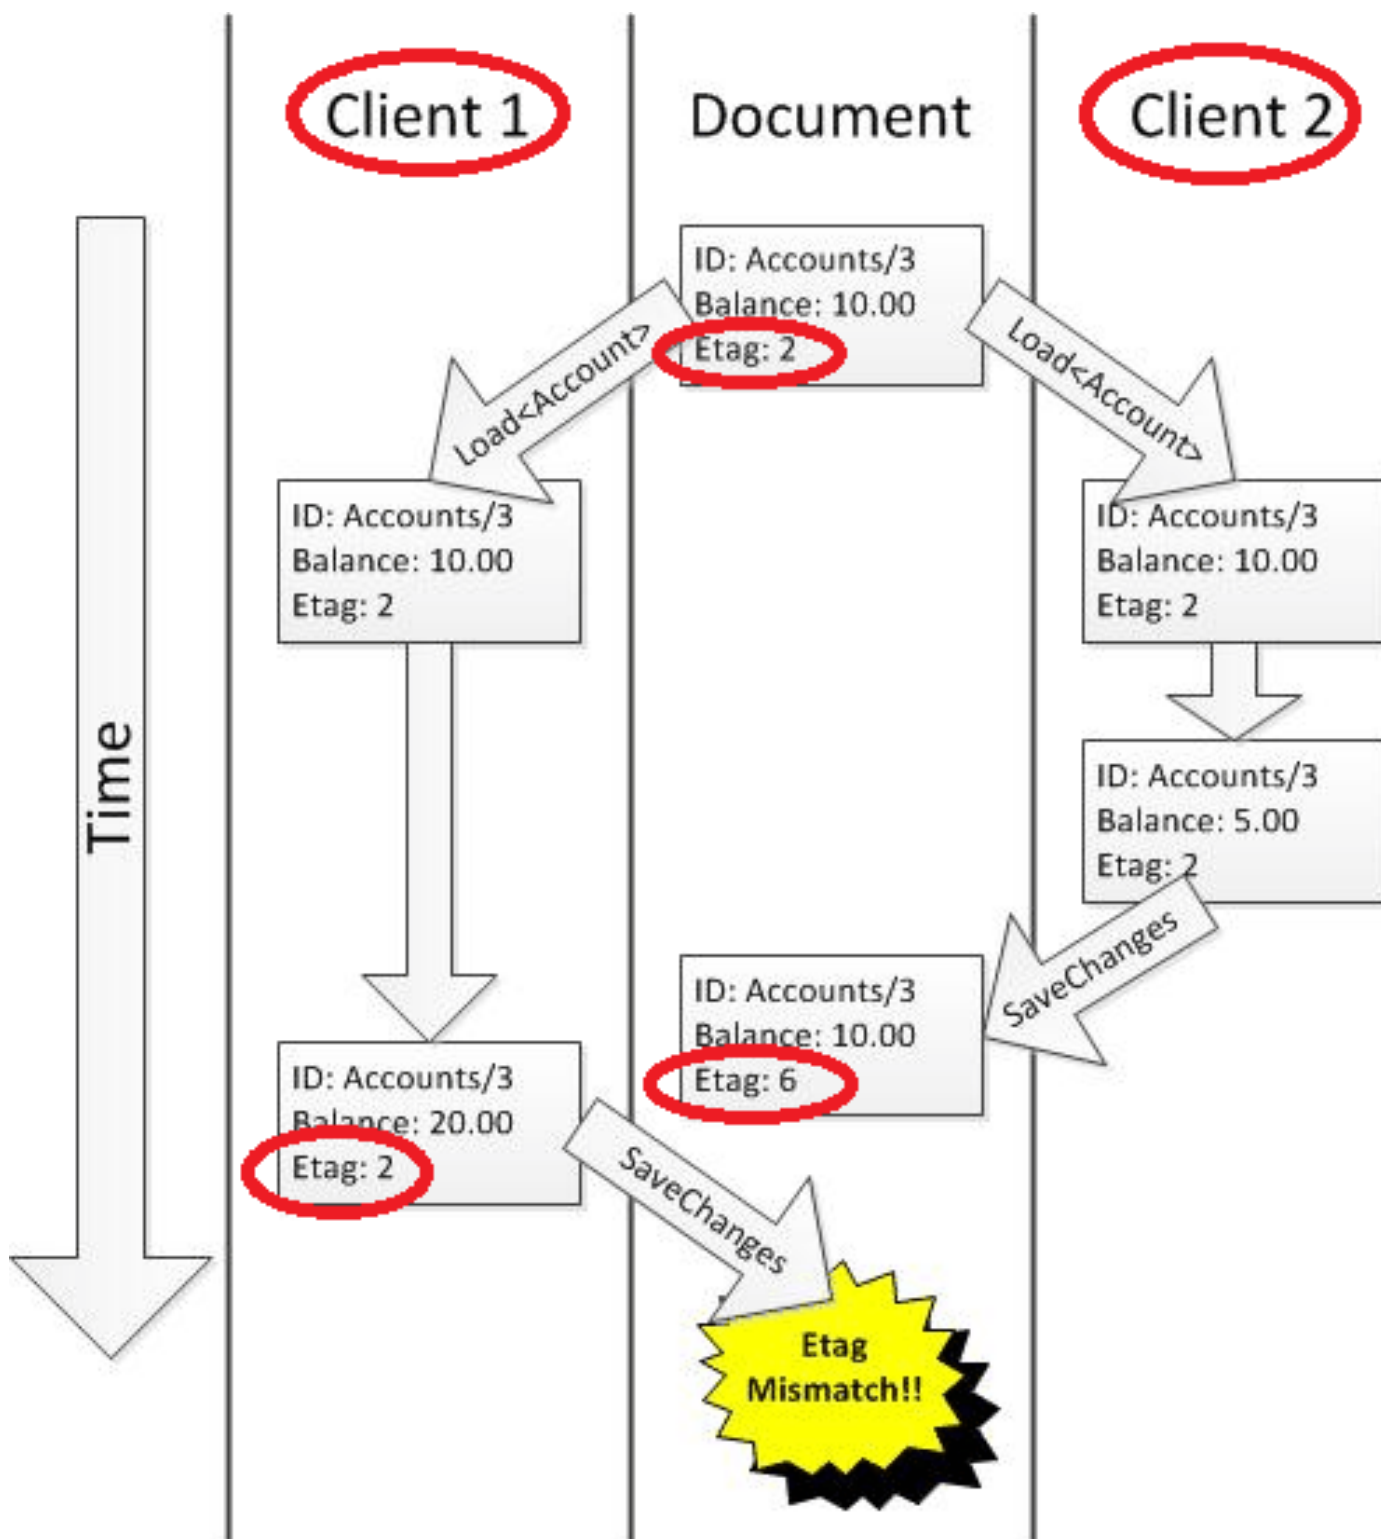 Client 1
Document
Client 2
ID: Accounts/3
Balance: 10.00
Etag: 2
Load<Account>
Load<Account>
ID: Accounts/3
Balance: 10.00
Etag: 2
ID: Accounts/3
Balance: 10.00
Etag: 2
Time
ID: Accounts/3
Balance: 5.00
Etag: 2
SaveChanges
ID: Accounts/3
Balance: 10.00
Etag: 6
ID: Accounts/3
Balance: 20.00
Etag: 2
SaveChanges
Etag
Mismatch!!